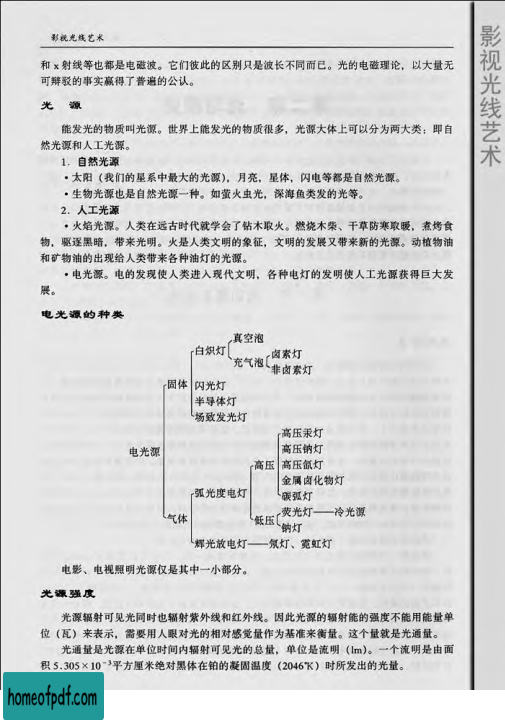 影视光线艺术
和x射线等也都是电磁波。它们彼此的区别只是波长不同而已。光的电磁理论，以大量无
可辩驳的事实赢得了普遍的公认。
光 源
能发光的物质叫光源。世界上能发光的物质很多，光源大体上可以分为两大类：即自
然光源和人工光源。
1．自然光源
·太阳（我们的星系中最大的光源），月亮，星体，闪电等都是自然光源。
·生物光源也是自然光源一种。如萤火虫光，深海鱼类发的光等。
2．人工光源
·火焰光源。人类在远古时代就学会了钻木取火。燃烧木柴、干草防寒取暖，煮烤食
物，驱逐黑暗，带来光明。火是人类文明的象征，文明的发展又带来新的光源。动植物油
和矿物油的出现给人类带来各种油灯的光源。
·电光源。电的发现使人类进入现代文明，各种电灯的发明使人工光源获得巨大发
展。
电光源的种类
真空泡
白炽灯
充气泡
卤素灯
非卤素灯
固体
闪光灯
半导体灯
场致发光灯
电光源
高压汞灯
高压钠灯
高压
高压氙灯
金属卤化物灯
碳弧灯
弧光度电灯
荧光灯——冷光源
低压
钠灯
气体
辉光放电灯——氖灯、霓虹灯
电影、电视照明光源仅是其中一小部分。
光源强度
光源辐射可见光同时也辐射紫外线和红外线。因此光源的辐射能的强度不能用能量单
位（瓦）来表示，需要用人眼对光的相对感觉量作为基准来衡量。这个量就是光通量。
光通量是光源在单位时间内辐射可见光的总量，单位是流明（lm）。一个流明是由面
积5.305×10⁻³平方厘米绝对黑体在铂的凝固温度（2046°K）时所发出的光量。
影视光线艺术
homeofpdf.com